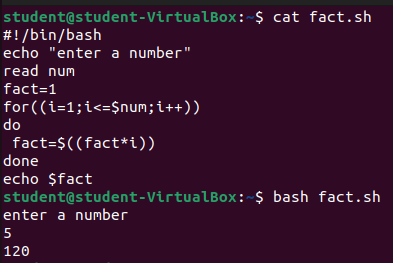 student@student-VirtualBox:~$ cat fact.sh
#!/bin/bash
echo "enter a number"
read num
fact=1
for((i=1;i<=$num;i++))
do
 fact=$((fact*i))
done
echo $fact
student@student-VirtualBox:~$ bash fact.sh
enter a number
5
120